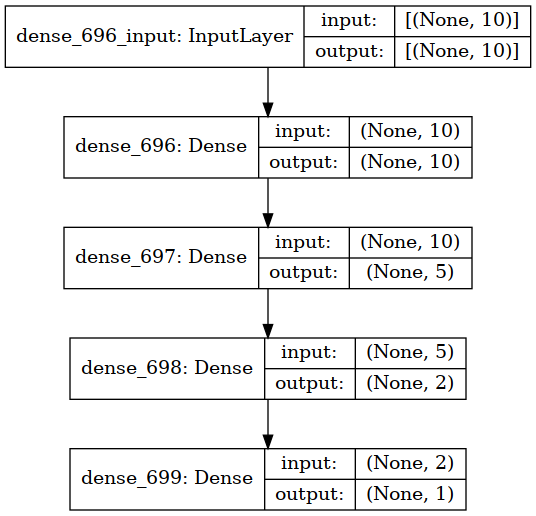 dense_696_input: InputLayer
input: [(None, 10)]
output: [(None, 10)]
dense_696: Dense
input: (None, 10)
output: (None, 10)
dense_697: Dense
input: (None, 10)
output: (None, 5)
dense_698: Dense
input: (None, 5)
output: (None, 2)
dense_699: Dense
input: (None, 2)
output: (None, 1)